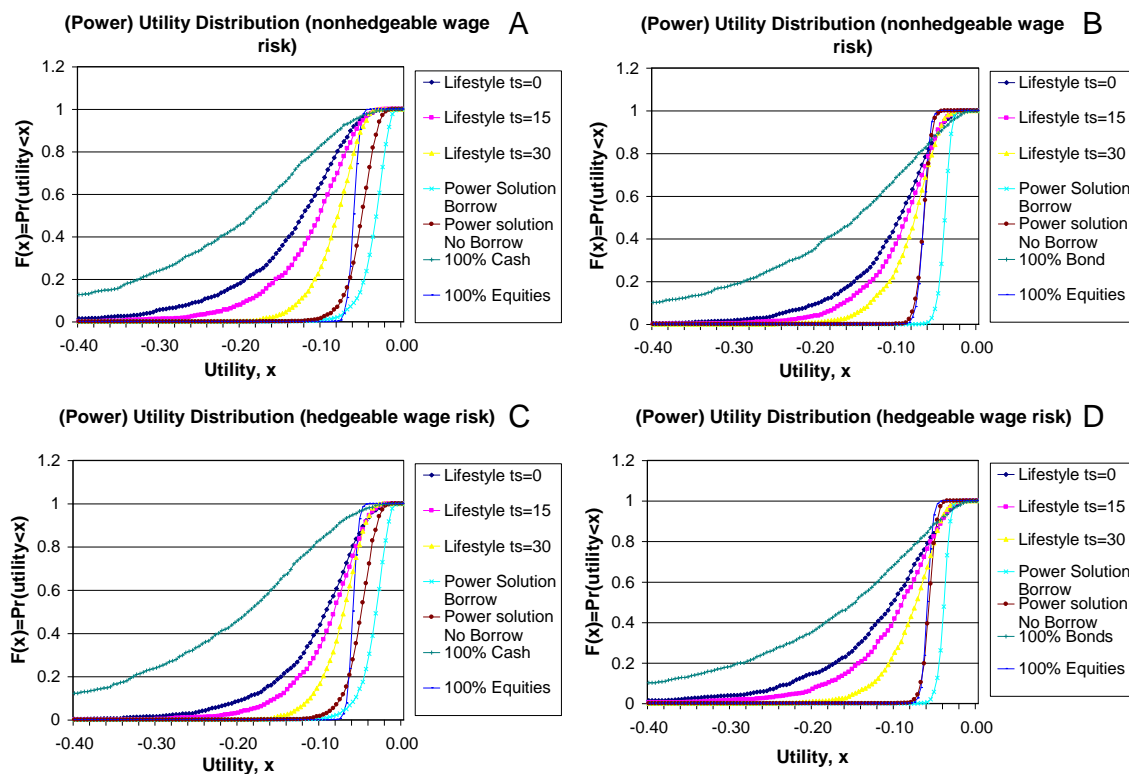 (Power) Utility Distribution (nonhedgeable wage
risk)
A
1.2
1
0.8
0.6
0.4
0.2
0
F(x)=Pr(utility<x)
-0.40
-0.30
-0.20
-0.10
0.00
Utility, x
Lifestyle ts=0
Lifestyle ts=15
Lifestyle ts=30
Power Solution
Borrow
Power solution
No Borrow
100% Cash
100% Equities
(Power) Utility Distribution (nonhedgeable wage
risk)
B
1.2
1
0.8
0.6
0.4
0.2
0
F(x)=Pr(utility<x)
-0.40
-0.30
-0.20
-0.10
0.00
Utility, x
Lifestyle ts=0
Lifestyle ts=15
Lifestyle ts=30
Power Solution
Borrow
Power solution
No Borrow
100% Bond
100% Equities
(Power) Utility Distribution (hedgeable wage risk)
C
1.2
1
0.8
0.6
0.4
0.2
0
F(x)=Pr(utility<x)
-0.40
-0.30
-0.20
-0.10
0.00
Utility, x
Lifestyle ts=0
Lifestyle ts=15
Lifestyle ts=30
Power Solution
Borrow
Power solution
No Borrow
100% Cash
100% Equities
(Power) Utility Distribution (hedgeable wage risk)
D
1.2
1
0.8
0.6
0.4
0.2
0
F(x)=Pr(utility<x)
-0.40
-0.30
-0.20
-0.10
0.00
Utility, x
Lifestyle ts=0
Lifestyle ts=15
Lifestyle ts=30
Power Solution
Borrow
Power solution
No Borrow
100% Bonds
100% Equities